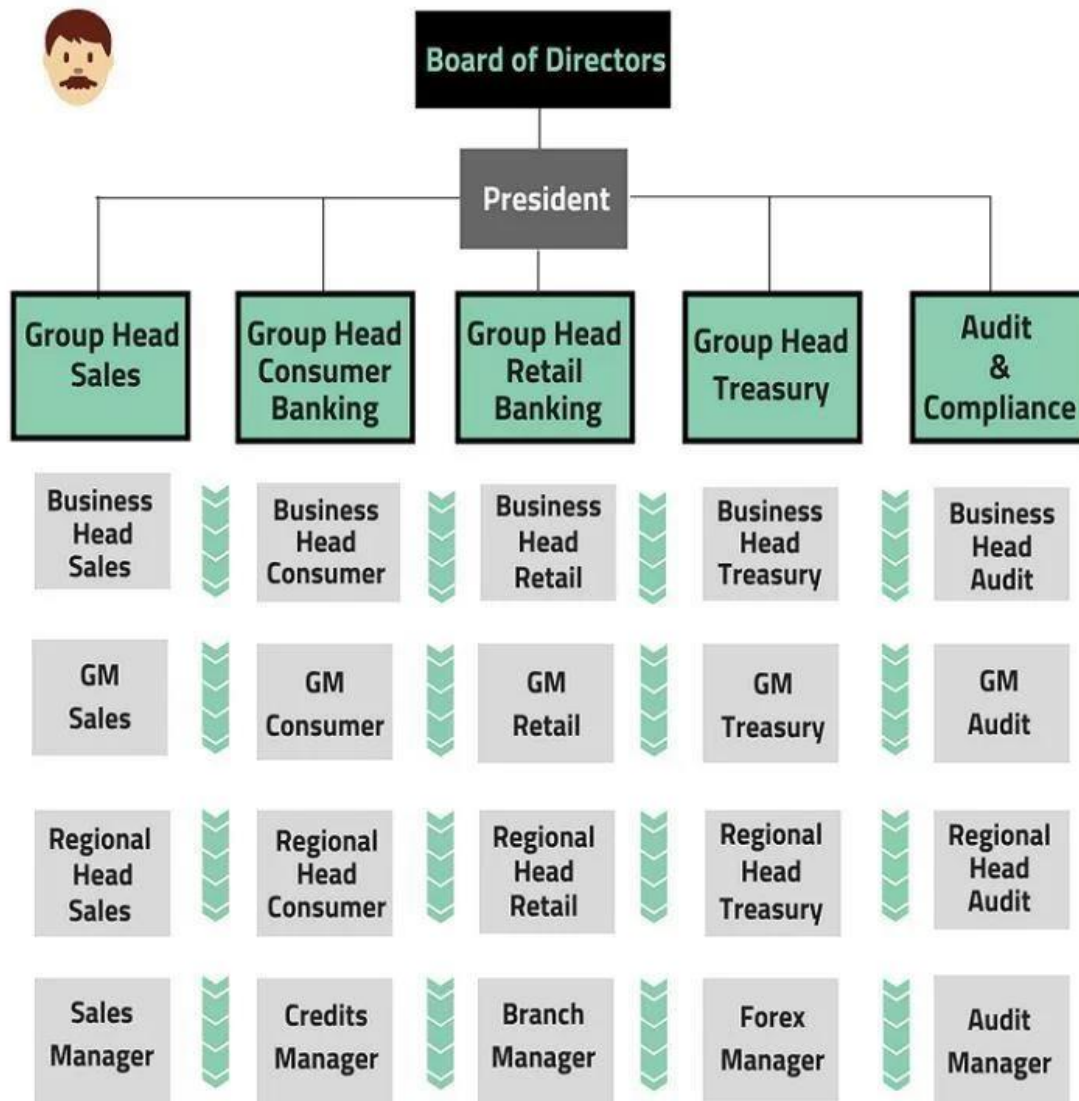 Board of Directors
President
Group Head
Sales
Group Head
Consumer
Banking
Group Head
Retail
Banking
Group Head
Treasury
Audit
&
Compliance
Business
Head
Sales
Business
Head
Consumer
Business
Head
Retail
Business
Head
Treasury
Business
Head
Audit
GM
Sales
GM
Consumer
GM
Retail
GM
Treasury
GM
Audit
Regional
Head
Sales
Regional
Head
Consumer
Regional
Head
Retail
Regional
Head
Treasury
Regional
Head
Audit
Sales
Manager
Credits
Manager
Branch
Manager
Forex
Manager
Audit
Manager